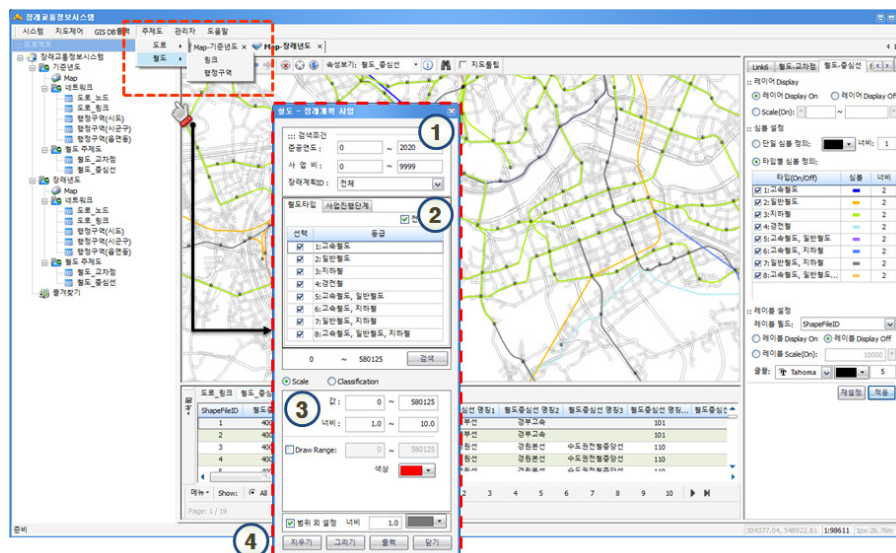 장래교통정보시스템
시스템 지도제어 주제도 관리자 도움말
프로젝트
도로
철도
링크
행정구역
Map-기준년도 × Map-장래년도 ×
속성보기: 철도_중심선 지도툴팁
장래교통정보시스템
기준년도
Map
네트워크
도로_노드
도로_링크
행정구역(시도)
행정구역(시군구)
행정구역(읍면동)
철도 주제도
철도_교차점
철도_중심선
장래년도
Map
네트워크
도로_노드
도로_링크
행정구역(시도)
행정구역(시군구)
행정구역(읍면동)
철도 주제도
철도_교차점
철도_중심선
즐겨찾기
철도 - 장래계획 사업
1
::: 검색조건
준공연도: 0 ~ 2020
사 업 비: 0 ~ 9999
장래계획ID: 전체
철도타입 사업진행단계
2
선택 등급
1:고속철도
2:일반철도
3:지하철
4:경전철
5:고속철도, 일반철도
6:고속철도, 지하철
7:일반철도, 지하철
8:고속철도, 일반철도, 지하철
0 ~ 580125 검색
Scale Classification
3
값: 0 ~ 580125
너비: 1.0 ~ 10.0
Draw Range: 0 ~ 580125
색상
범위 외 설정 너비 1.0
4
지우기 그리기 출력 닫기
Link6 철도-교차점 철도-중심선
:: 레이어 Display
레이어 Display On 레이어 Display Off
Scale(On): ~
:: 심볼 설정
단일 심볼 정의: 너비: 1
타입별 심볼 정의:
타입(On/Off) 심볼 너비
1:고속철도 2
2:일반철도 2
3:지하철 2
4:경전철 2
5:고속철도, 일반철도 2
6:고속철도, 지하철 2
7:일반철도, 지하철 2
8:고속철도, 일반철도... 2
:: 레이블 설정
레이블 필드: ShapeFileID
레이블 Display On 레이블 Display Off
레이블 Scale(On): 10000
글꼴: Tahoma 5
재설정 적용
도로_링크
ShapeFileID 철도중심선 명칭2 철도중심선 명칭3 철도중심선 명칭...
1 경부고속 101
2 경부고속 101
3 경원본선 수도권전철중앙선 110
4 경원본선 수도권전철중앙선 110
메뉴 Show: All 2 3 4 5 6 7 8 9 10
Page: 1 / 19
준비
304377.04, 548922.81 1:98611 1px:26.76m